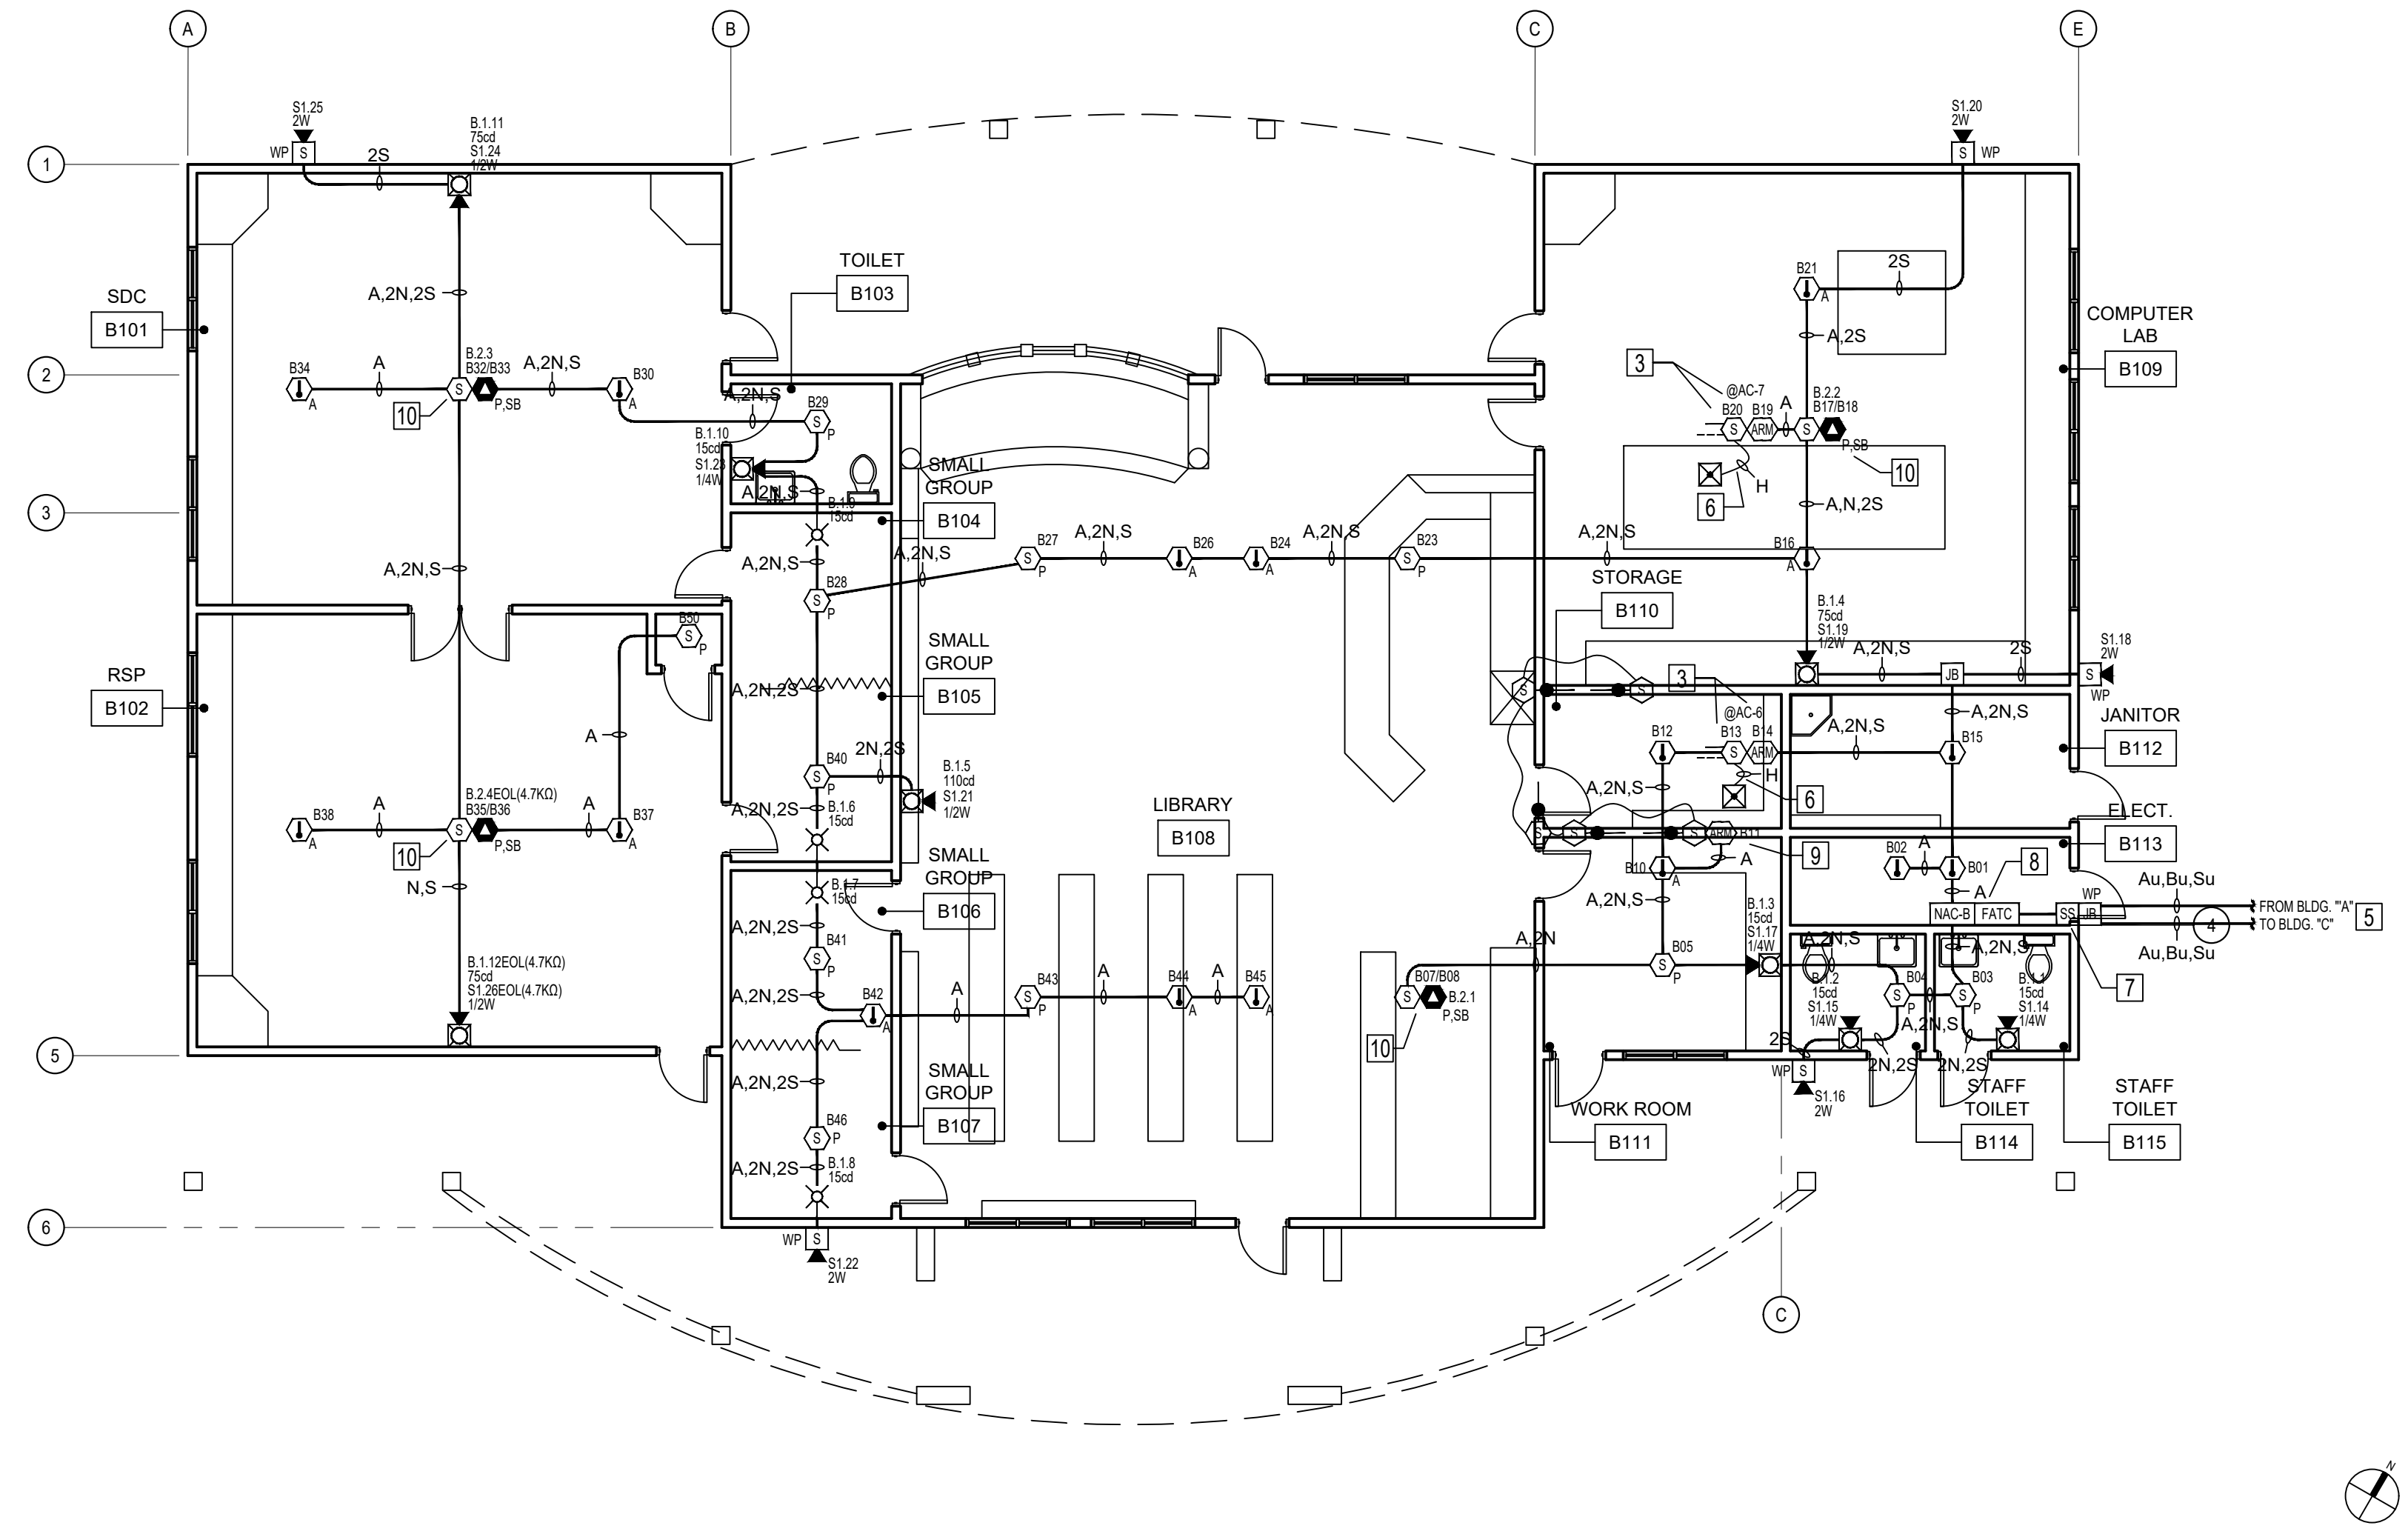 A
B
C
E
1
2
3
5
6
C
4
S1.25
2W
WP
S
2S
B.1.11
75cd
S1.24
1/2W
A,2N,2S
SDC
B101
B34
A
A
S
B.2.3
B32/B33
P,SB
10
A,2N,S
B30
A
A,2N,S
A,2N,S
B29
S
P
TOILET
B103
B.1.10
15cd
S1.23
1/4W
A,2N,S
B.1.9
15cd
SMALL
GROUP
B104
A,2N,S
A,2N,S
B28
S
P
B27
S
P
A,2N,S
B26
A
B24
A
A,2N,S
B23
S
P
A,2N,S
B16
A
S1.20
2W
S
WP
2S
B21
A
A,2S
COMPUTER
LAB
B109
3
@AC-7
B20
S
B19
ARM
A
B.2.2
B17/B18
S
P,SB
10
H
6
A,N,2S
STORAGE
B110
B.1.4
75cd
S1.19
1/2W
A,2N,S
JB
2S
S1.18
2W
S
WP
RSP
B102
B50
S
P
A
SMALL
GROUP
B105
A,2N,2S
B40
S
P
2N,2S
B.1.5
110cd
S1.21
1/2W
A,2N,2S
B.1.6
15cd
B38
A
A
S
B.2.4EOL(4.7KΩ)
B35/B36
P,SB
10
A
B37
A
N,S
B.1.12EOL(4.7KΩ)
75cd
S1.26EOL(4.7KΩ)
1/2W
LIBRARY
B108
SMALL
GROUP
B106
B.1.7
15cd
A,2N,2S
B41
S
P
A,2N,2S
B42
A
A
B43
S
P
A
B44
A
A
B45
A
A,2N,2S
SMALL
GROUP
B107
B46
S
P
A,2N,2S
B.1.8
15cd
WP
S
S1.22
2W
B07/B08
S
B.2.1
P,SB
10
A,2N
S
S
3
@AC-6
B12
B13
S
B14
ARM
H
6
A,2N,S
A,2N,S
A,2N,S
B15
JANITOR
B112
S
S
S
ARM
B11
9
B10
A
A
A,2N,S
B05
S
P
B.1.3
15cd
S1.17
1/4W
ELECT.
B113
B02
A
B01
8
A
NAC-B
FATC
SS
JB
WP
Au,Bu,Su
FROM BLDG. "'A"
TO BLDG. "C"
5
Au,Bu,Su
7
A,2N,S
A,2N,S
B.1.2
15cd
S1.15
1/4W
B04
S
P
B03
S
P
A,2N,S
B.1.1
15cd
S1.14
1/4W
2S
2N,2S
2N,2S
WP
S
S1.16
2W
WORK ROOM
B111
STAFF
TOILET
B114
STAFF
TOILET
B115
N